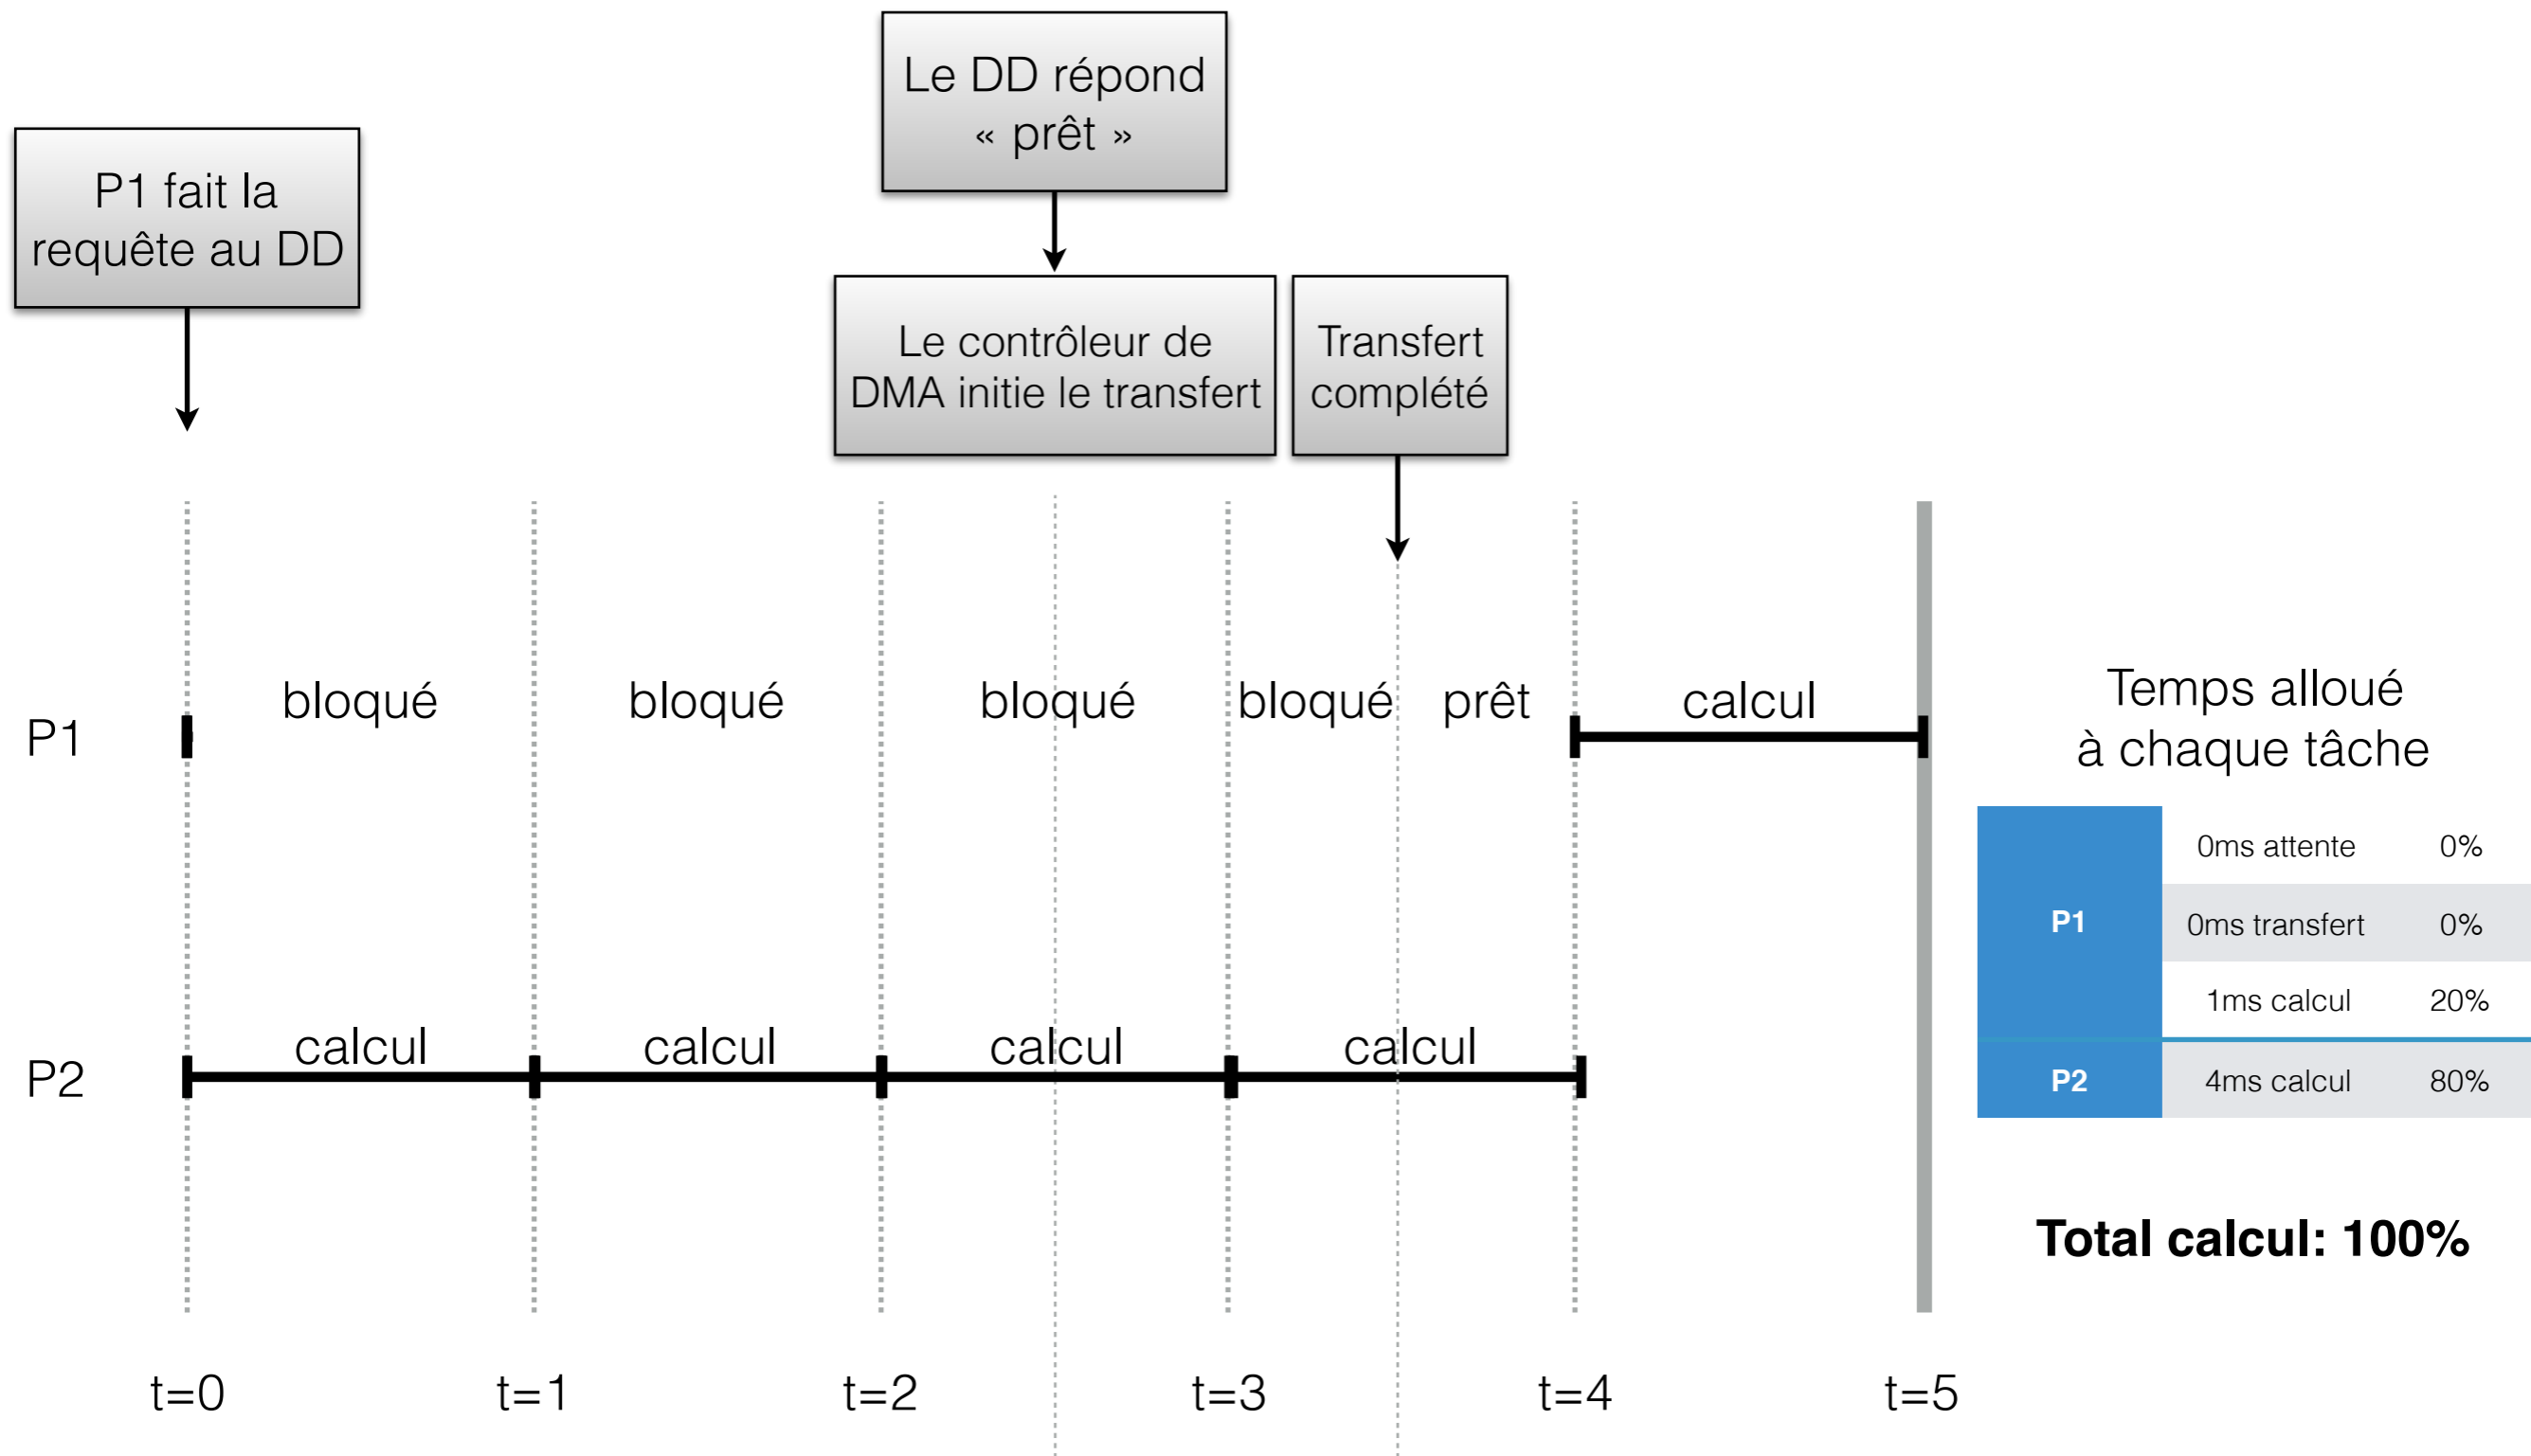 Le DD répond
« prêt »
P1 fait la
requête au DD
Le contrôleur de
DMA initie le transfert
Transfert
complété
P1
bloqué
bloqué
bloqué
bloqué
prêt
calcul
P2
calcul
calcul
calcul
calcul
t=0
t=1
t=2
t=3
t=4
t=5
Temps alloué
à chaque tâche
P1
0ms attente 0%
0ms transfert 0%
1ms calcul 20%
P2 4ms calcul 80%
Total calcul: 100%